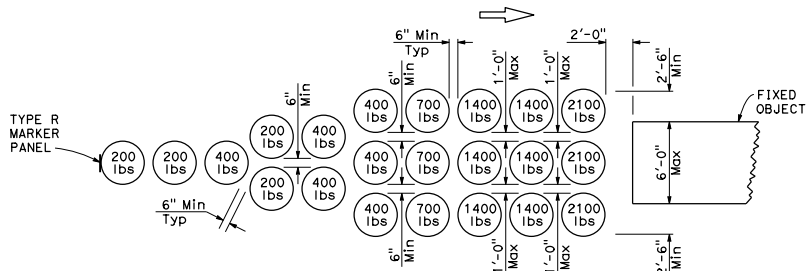 6" Min
Typ
2'-0"
6"
Min
1'-0"
Max
1'-0"
Max
2'-6"
Min
6"
Min
TYPE R
MARKER
PANEL
FIXED
OBJECT
400
lbs
700
lbs
1400
lbs
1400
lbs
2100
lbs
200
lbs
400
lbs
200
lbs
200
lbs
400
lbs
400
lbs
700
lbs
1400
lbs
1400
lbs
2100
lbs
6'-0"
Max
200
lbs
400
lbs
6" Min
Typ
400
lbs
700
lbs
1400
lbs
1400
lbs
2100
lbs
6"
Min
1'-0"
Max
1'-0"
Max
2'-6"
Min